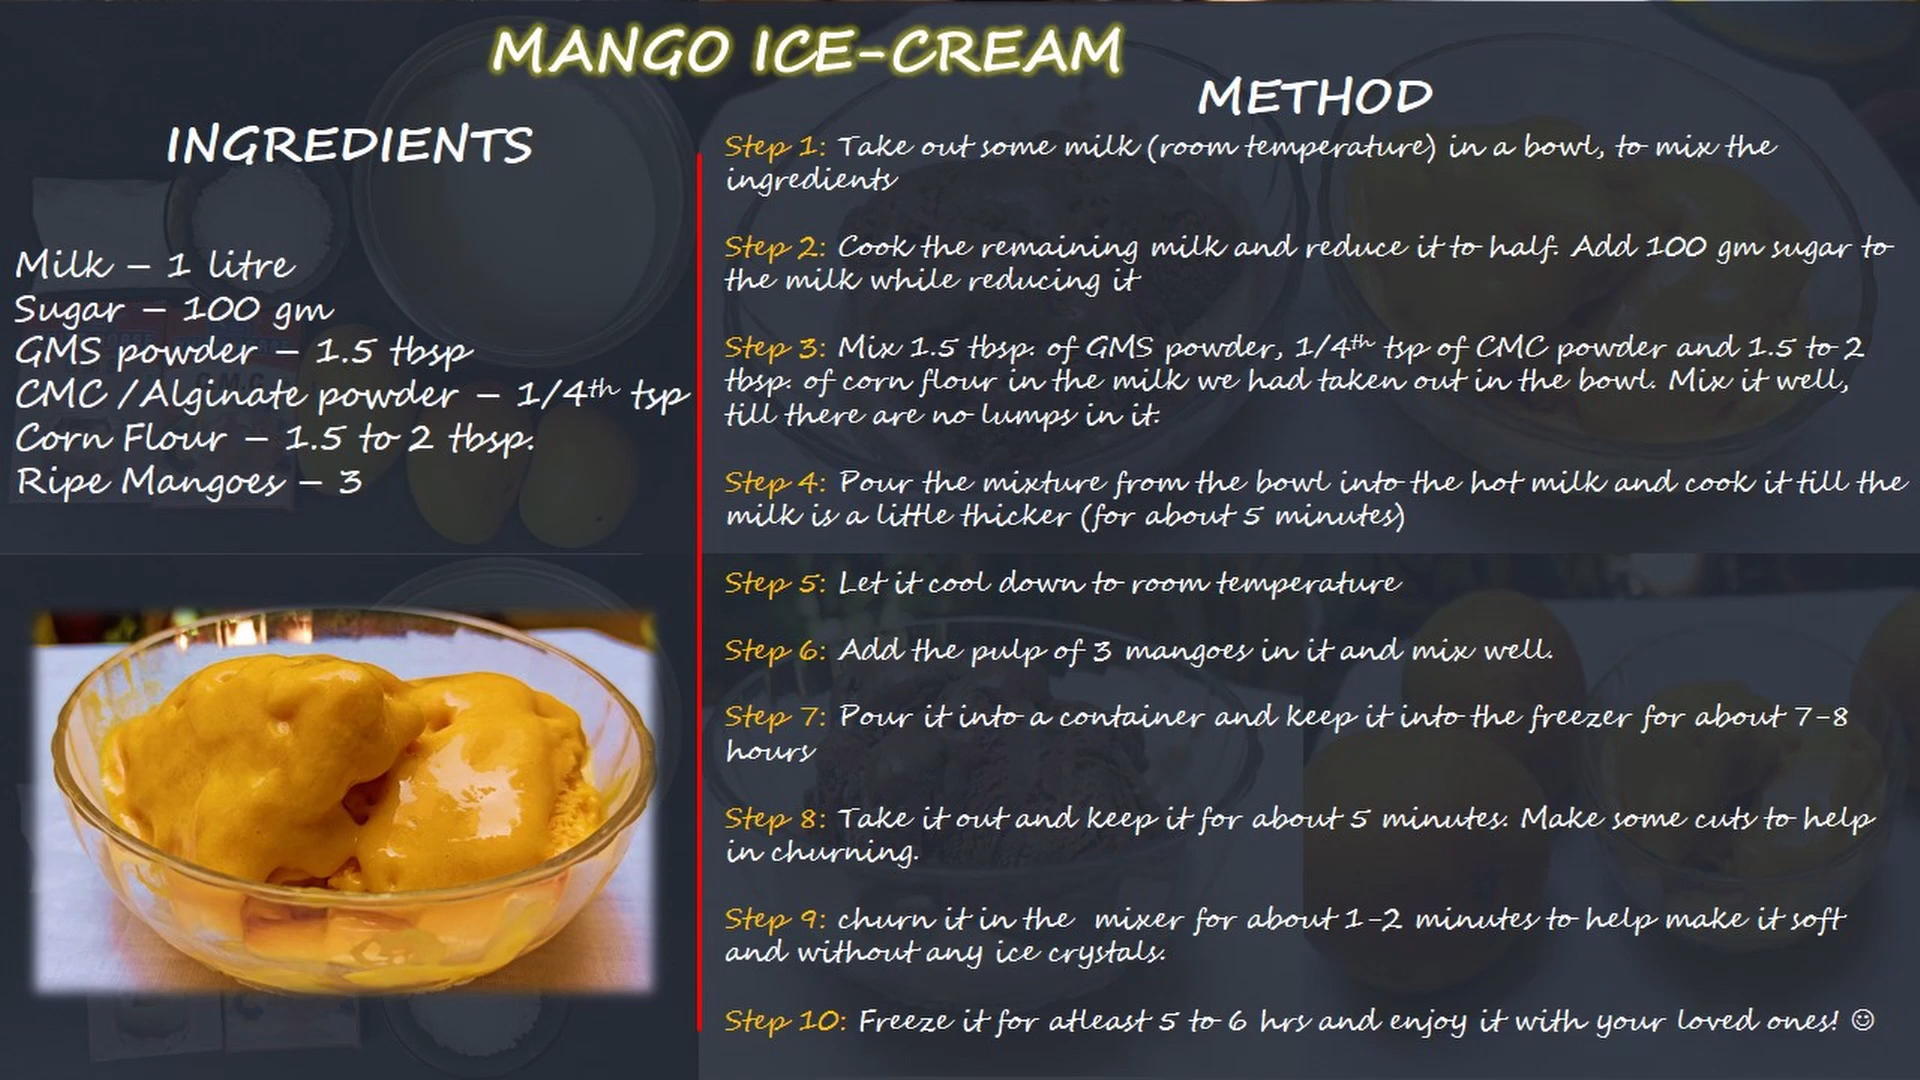 MANGO ICE-CREAM
INGREDIENTS
Milk – 1 litre
Sugar – 100 gm
GMS powder – 1.5 tbsp
CMC /Alginate powder – 1/4th tsp
Corn Flour – 1.5 to 2 tbsp.
Ripe Mangoes – 3
METHOD
Step 1: Take out some milk (room temperature) in a bowl, to mix the
ingredients
Step 2: Cook the remaining milk and reduce it to half. Add 100 gm sugar to
the milk while reducing it
Step 3: Mix 1.5 tbsp. of GMS powder, 1/4th tsp of CMC powder and 1.5 to 2
tbsp. of corn flour in the milk we had taken out in the bowl. Mix it well,
till there are no lumps in it.
Step 4: Pour the mixture from the bowl into the hot milk and cook it till the
milk is a little thicker (for about 5 minutes)
Step 5: Let it cool down to room temperature
Step 6: Add the pulp of 3 mangoes in it and mix well.
Step 7: Pour it into a container and keep it into the freezer for about 7-8
hours
Step 8: Take it out and keep it for about 5 minutes. Make some cuts to help
in churning.
Step 9: churn it in the mixer for about 1-2 minutes to help make it soft
and without any ice crystals.
Step 10: Freeze it for atleast 5 to 6 hrs and enjoy it with your loved ones! ☺